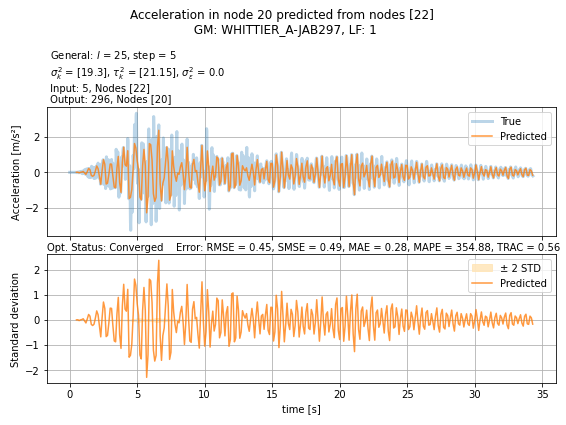 Acceleration in node 20 predicted from nodes [22]
GM: WHITTIER_A-JAB297, LF: 1
General: l = 25, step = 5
σ²ₖ = [19.3], τ²ₖ = [21.15], σ²ε = 0.0
Input: 5, Nodes [22]
Output: 296, Nodes [20]
Acceleration [m/s²]
2
0
−2
True
Predicted
Opt. Status: Converged    Error: RMSE = 0.45, SMSE = 0.49, MAE = 0.28, MAPE = 354.88, TRAC = 0.56
Standard deviation
2
1
0
−1
−2
± 2 STD
Predicted
0 5 10 15 20 25 30 35
time [s]